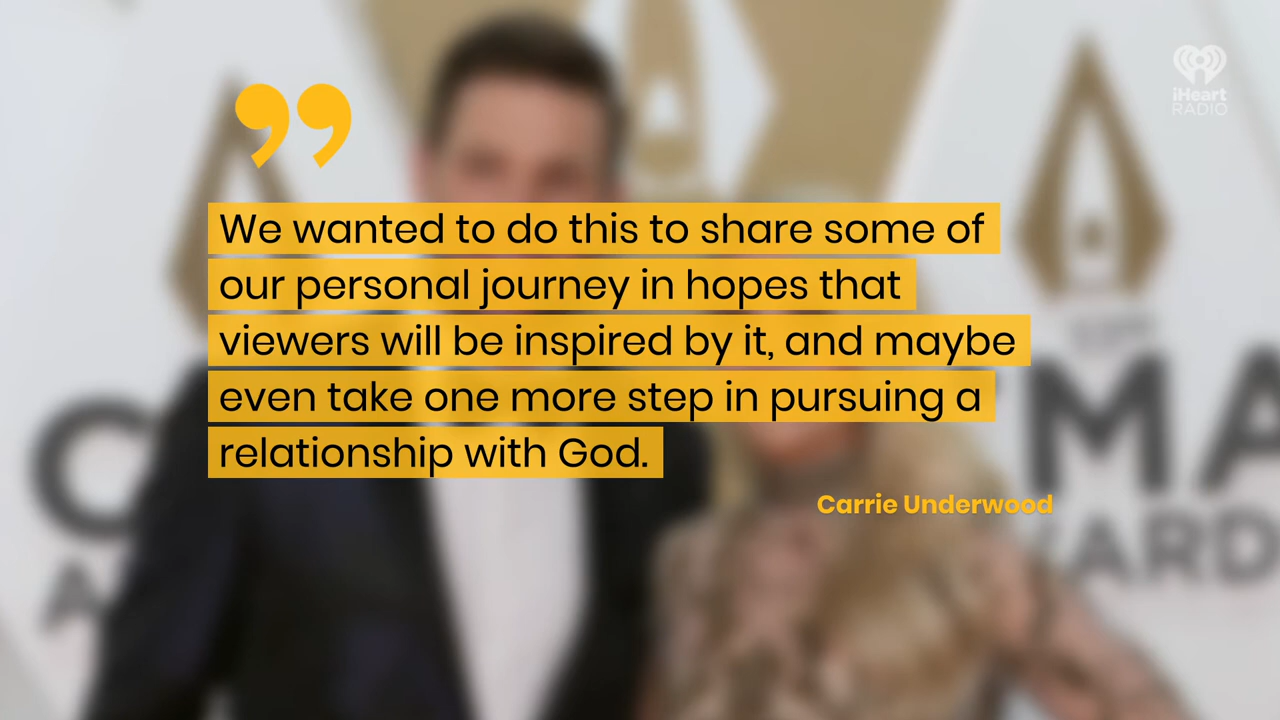 iHeart
RADIO
”
We wanted to do this to share some of
our personal journey in hopes that
viewers will be inspired by it, and maybe
even take one more step in pursuing a
relationship with God.
Carrie Underwood